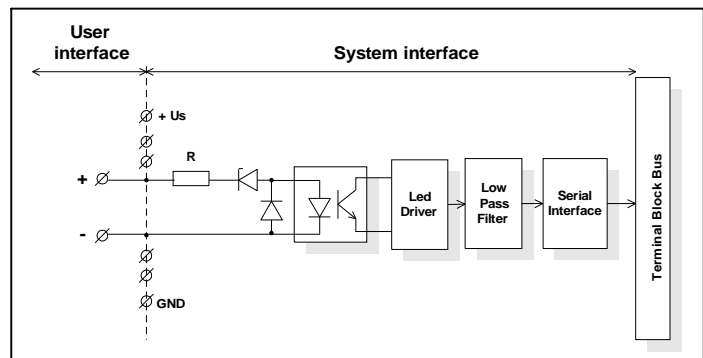 User
interface
System interface
+ Us
R
+
-
GND
Led
Driver
Low
Pass
Filter
Serial
Interface
Terminal Block Bus